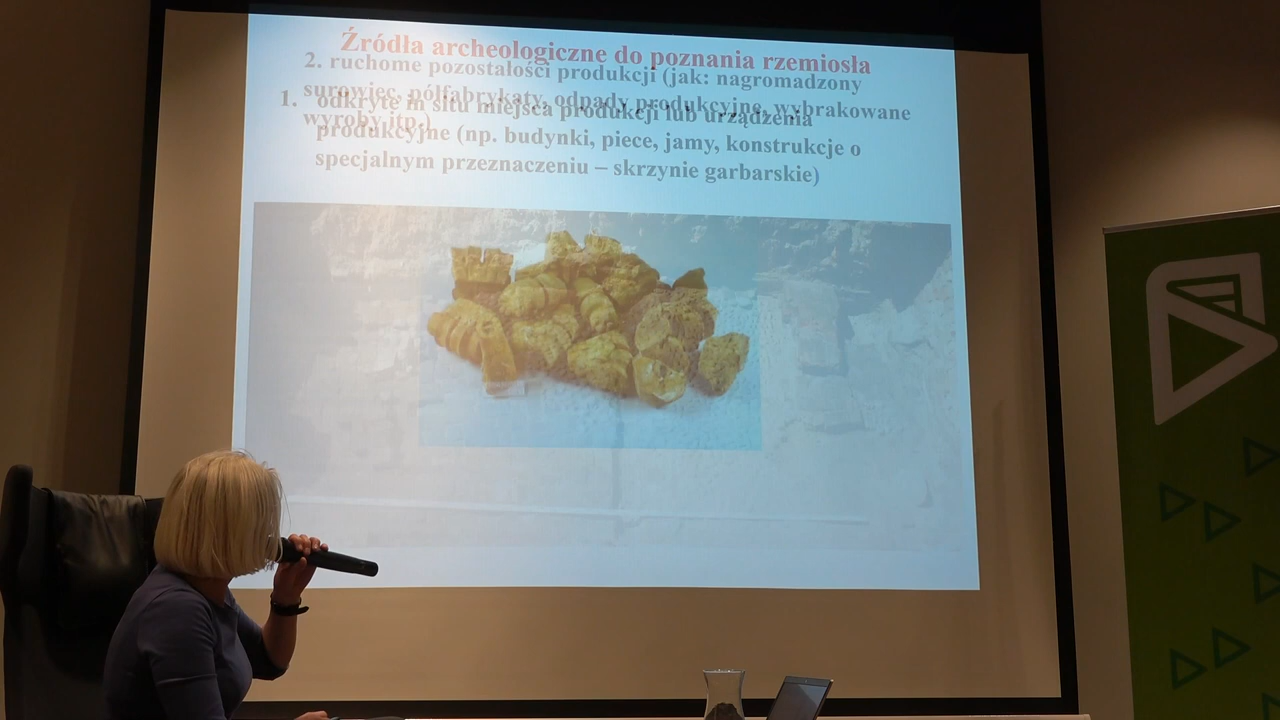 Źródła archeologiczne do poznania rzemiosła
2. ruchome pozostałości produkcji (jak: nagromadzony
surowiec, półfabrykaty, odpady produkcyjne, wybrakowane
wyroby itp.)
1. odkryte in situ miejsca produkcji lub urządzenia
produkcyjne (np. budynki, piece, jamy, konstrukcje o
specjalnym przeznaczeniu – skrzynie garbarskie)